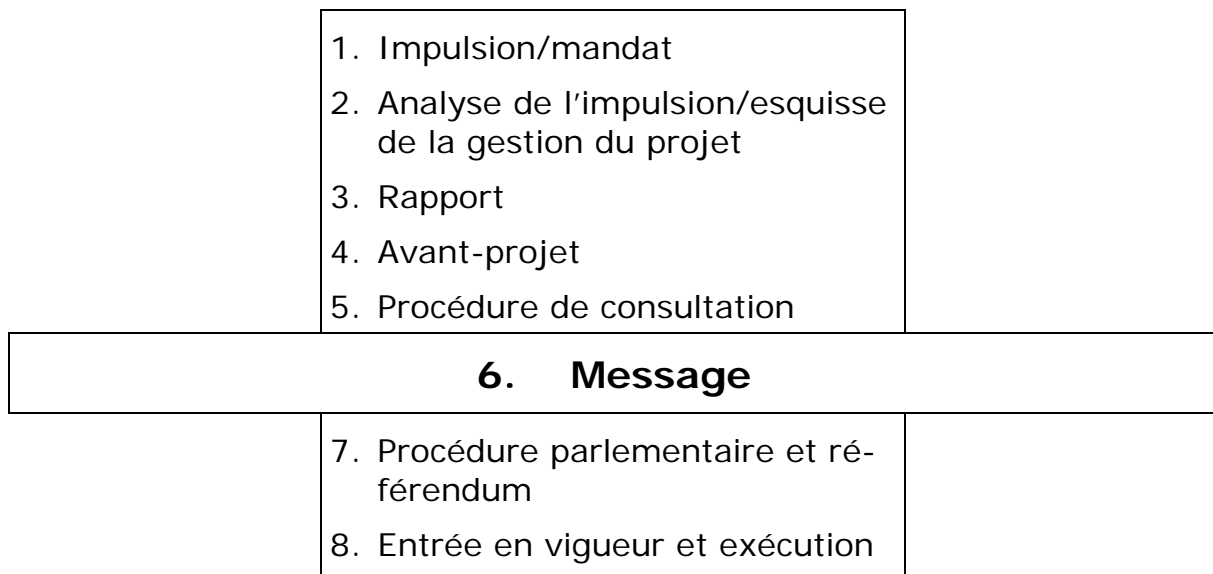 1. Impulsion/mandat
2. Analyse de l'impulsion/esquisse
de la gestion du projet
3. Rapport
4. Avant-projet
5. Procédure de consultation
6. Message
7. Procédure parlementaire et ré-
férendum
8. Entrée en vigueur et exécution